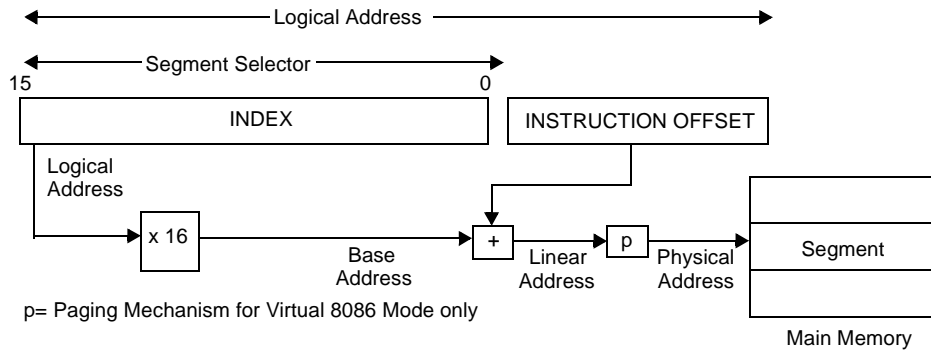 Logical Address
Segment Selector
15 0
INDEX
INSTRUCTION OFFSET
Logical
Address
x 16
+
p
Segment
Base
Address
Linear
Address
Physical
Address
p= Paging Mechanism for Virtual 8086 Mode only
Main Memory